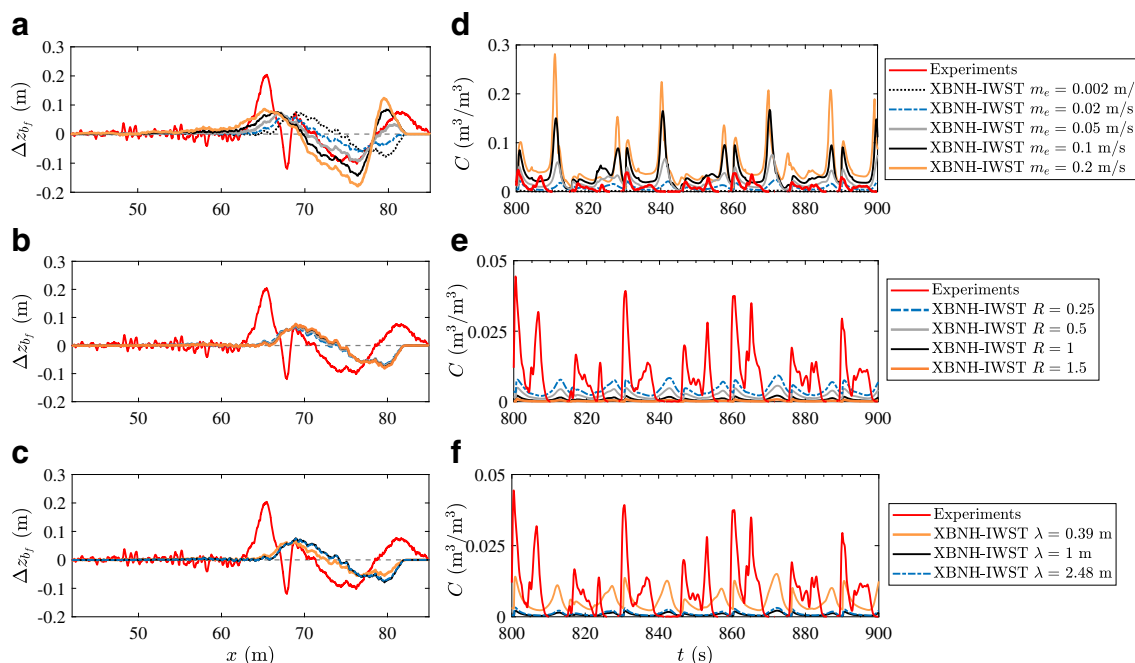 a
0.3
0.2
0.1
0
-0.1
-0.2
Δz_{b_f} (m)
50
60
70
80
d
0.3
0.2
0.1
0
C (m³/m³)
800
820
840
860
880
900
Experiments
XBNH-IWST m_e = 0.002 m/
XBNH-IWST m_e = 0.02 m/s
XBNH-IWST m_e = 0.05 m/s
XBNH-IWST m_e = 0.1 m/s
XBNH-IWST m_e = 0.2 m/s
b
0.3
0.2
0.1
0
-0.1
-0.2
Δz_{b_f} (m)
50
60
70
80
e
0.05
0.025
0
C (m³/m³)
800
820
840
860
880
900
Experiments
XBNH-IWST R = 0.25
XBNH-IWST R = 0.5
XBNH-IWST R = 1
XBNH-IWST R = 1.5
c
0.3
0.2
0.1
0
-0.1
-0.2
Δz_{b_f} (m)
50
60
70
80
x (m)
f
0.05
0.025
0
C (m³/m³)
800
820
840
860
880
900
t (s)
Experiments
XBNH-IWST λ = 0.39 m
XBNH-IWST λ = 1 m
XBNH-IWST λ = 2.48 m